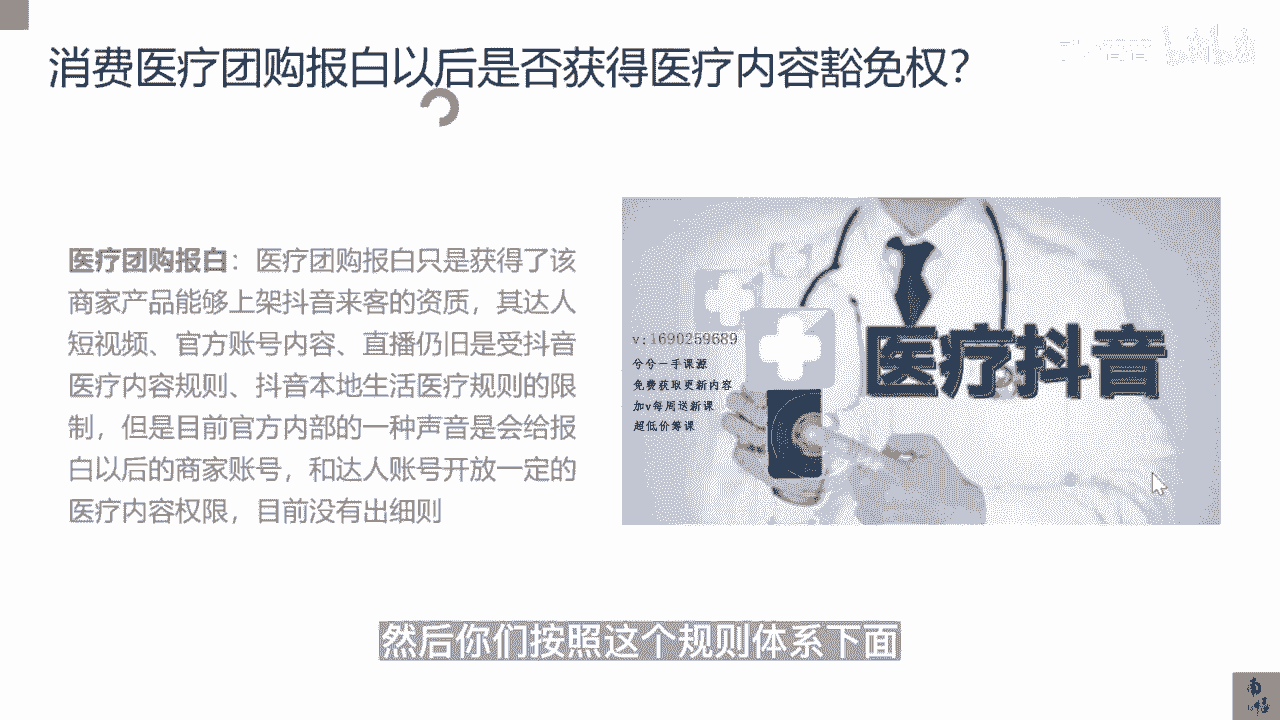 消费医疗团购报白以后是否获得医疗内容豁免权？
医疗团购报白：医疗团购报白只是获得了该
商家产品能够上架抖音来客的资质，其达人
短视频、官方账号内容、直播仍旧是受抖音
医疗内容规则、抖音本地生活医疗规则的限
制，但是目前官方内部的一种声音是会给报
白以后的商家账号，和达人账号开放一定的
医疗内容权限，目前没有出细则
v:1690259689
兮兮一手课源
免费获取更新内容
加v每周送新课
超低价筹课
医疗抖音
然后你们按照这个规则体系下面